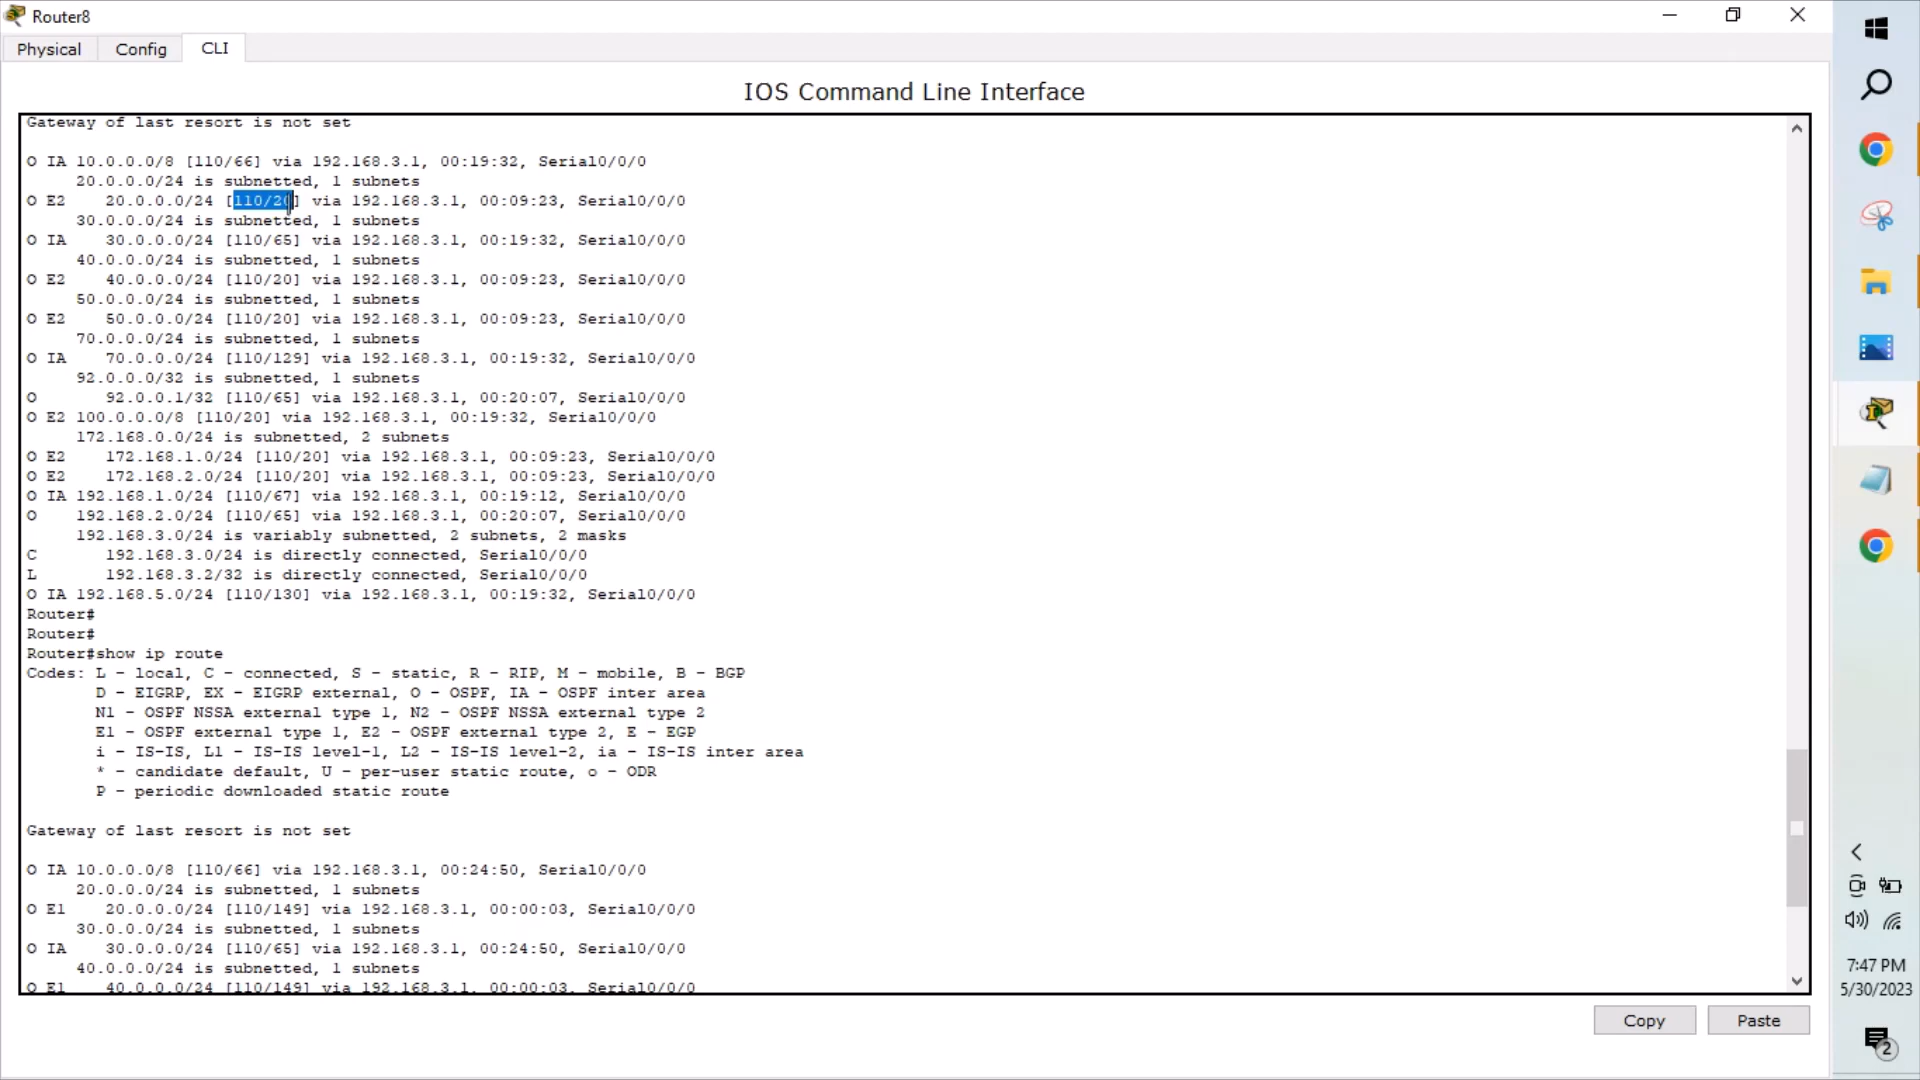 Router8
Physical
Config
CLI
IOS Command Line Interface
Gateway of last resort is not set
O IA 10.0.0.0/8 [110/66] via 192.168.3.1, 00:19:32, Serial0/0/0
20.0.0.0/24 is subnetted, 1 subnets
O E2 20.0.0.0/24 [110/20] via 192.168.3.1, 00:09:23, Serial0/0/0
30.0.0.0/24 is subnetted, 1 subnets
O IA 30.0.0.0/24 [110/65] via 192.168.3.1, 00:19:32, Serial0/0/0
40.0.0.0/24 is subnetted, 1 subnets
O E2 40.0.0.0/24 [110/20] via 192.168.3.1, 00:09:23, Serial0/0/0
50.0.0.0/24 is subnetted, 1 subnets
O E2 50.0.0.0/24 [110/20] via 192.168.3.1, 00:09:23, Serial0/0/0
70.0.0.0/24 is subnetted, 1 subnets
O IA 70.0.0.0/24 [110/129] via 192.168.3.1, 00:19:32, Serial0/0/0
92.0.0.0/32 is subnetted, 1 subnets
O 92.0.0.1/32 [110/65] via 192.168.3.1, 00:20:07, Serial0/0/0
O E2 100.0.0.0/8 [110/20] via 192.168.3.1, 00:19:32, Serial0/0/0
172.168.0.0/24 is subnetted, 2 subnets
O E2 172.168.1.0/24 [110/20] via 192.168.3.1, 00:09:23, Serial0/0/0
O E2 172.168.2.0/24 [110/20] via 192.168.3.1, 00:09:23, Serial0/0/0
O IA 192.168.1.0/24 [110/67] via 192.168.3.1, 00:19:12, Serial0/0/0
O 192.168.2.0/24 [110/65] via 192.168.3.1, 00:20:07, Serial0/0/0
192.168.3.0/24 is variably subnetted, 2 subnets, 2 masks
C 192.168.3.0/24 is directly connected, Serial0/0/0
L 192.168.3.2/32 is directly connected, Serial0/0/0
O IA 192.168.5.0/24 [110/130] via 192.168.3.1, 00:19:32, Serial0/0/0
Router#
Router#
Router#show ip route
Codes: L - local, C - connected, S - static, R - RIP, M - mobile, B - BGP
D - EIGRP, EX - EIGRP external, O - OSPF, IA - OSPF inter area
N1 - OSPF NSSA external type 1, N2 - OSPF NSSA external type 2
E1 - OSPF external type 1, E2 - OSPF external type 2, E - EGP
i - IS-IS, L1 - IS-IS level-1, L2 - IS-IS level-2, ia - IS-IS inter area
* - candidate default, U - per-user static route, o - ODR
P - periodic downloaded static route
Gateway of last resort is not set
O IA 10.0.0.0/8 [110/66] via 192.168.3.1, 00:24:50, Serial0/0/0
20.0.0.0/24 is subnetted, 1 subnets
O E1 20.0.0.0/24 [110/149] via 192.168.3.1, 00:00:03, Serial0/0/0
30.0.0.0/24 is subnetted, 1 subnets
O IA 30.0.0.0/24 [110/65] via 192.168.3.1, 00:24:50, Serial0/0/0
40.0.0.0/24 is subnetted, 1 subnets
O E1 40.0.0.0/24 [110/149] via 192.168.3.1, 00:00:03, Serial0/0/0
Copy
Paste
7:47 PM
5/30/2023
2